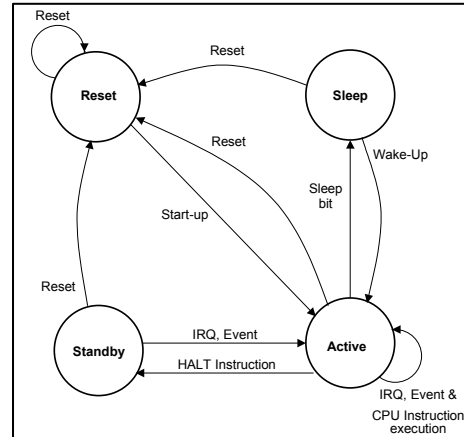 Reset
Reset
Reset
Sleep
Reset
Wake-Up
Sleep
bit
Start-up
Reset
IRQ, Event
Standby
Active
HALT Instruction
IRQ, Event &
CPU Instruction
execution